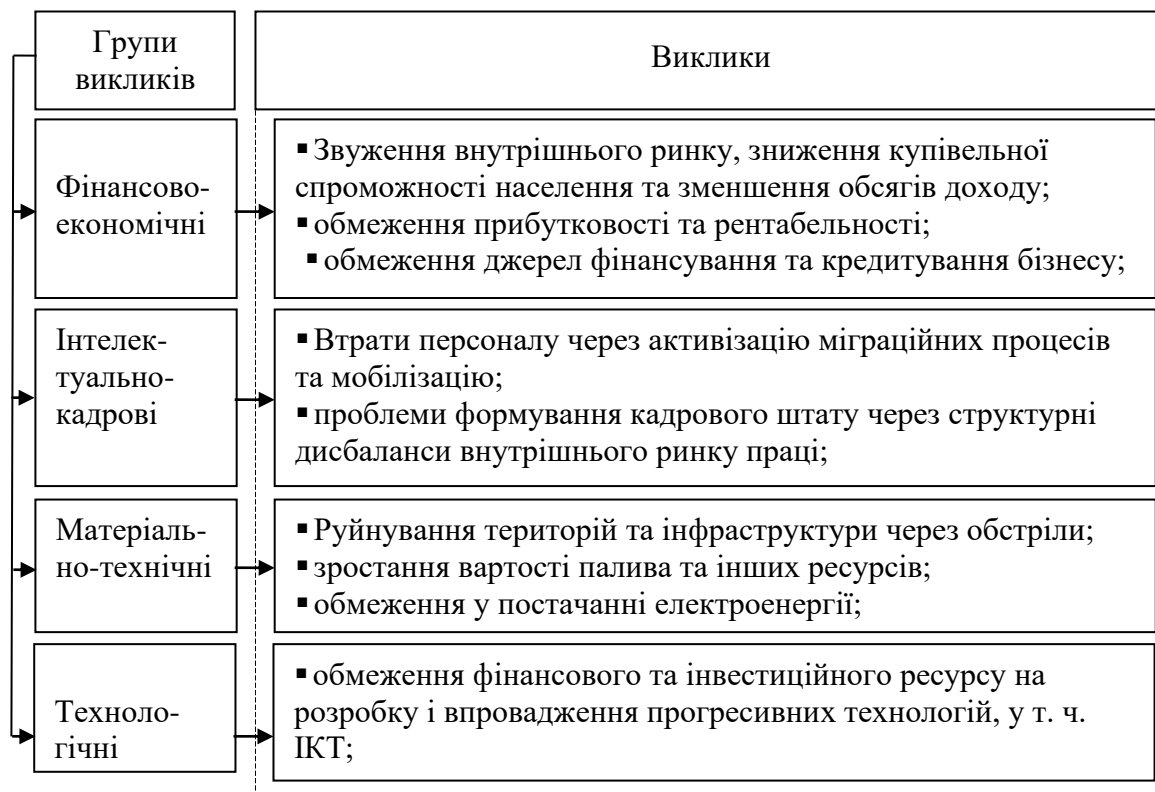 Групи
викликів
Виклики
Фінансово-
економічні
▪ Звуження внутрішнього ринку, зниження купівельної
спроможності населення та зменшення обсягів доходу;
▪ обмеження прибутковості та рентабельності;
▪ обмеження джерел фінансування та кредитування бізнесу;
Інтелек-
туально-
кадрові
▪ Втрати персоналу через активізацію міграційних процесів
та мобілізацію;
▪ проблеми формування кадрового штату через структурні
дисбаланси внутрішнього ринку праці;
Матеріаль-
но-технічні
▪ Руйнування територій та інфраструктури через обстріли;
▪ зростання вартості палива та інших ресурсів;
▪ обмеження у постачанні електроенергії;
Техноло-
гічні
▪ обмеження фінансового та інвестиційного ресурсу на
розробку і впровадження прогресивних технологій, у т. ч.
ІКТ;